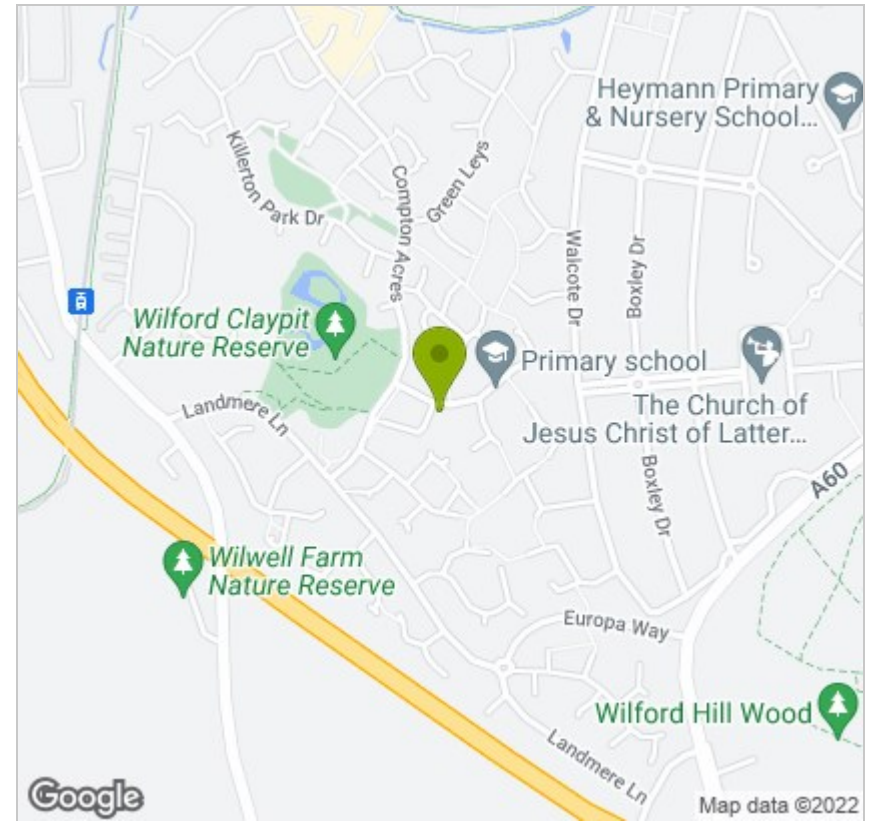 Heymann Primary
& Nursery School...
Killerton Park Dr
Compton Acres
Green Leys
Walcote Dr
Boxley Dr
Wilford Claypit
Nature Reserve
Primary school
Landmere Ln
The Church of
Jesus Christ of Latter...
Boxley Dr
A60
Wilwell Farm
Nature Reserve
Europa Way
Wilford Hill Wood
Landmere Ln
Google
Map data ©2022